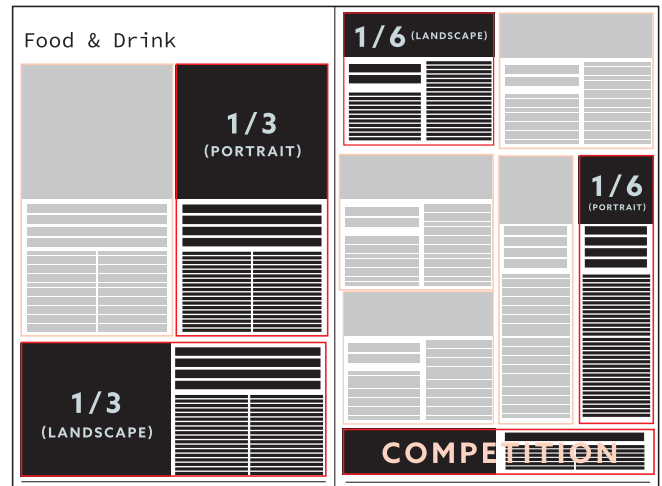 Food & Drink
1/3
(PORTRAIT)
1/3
(LANDSCAPE)
1/6 (LANDSCAPE)
1/6
(PORTRAIT)
COMPETITION